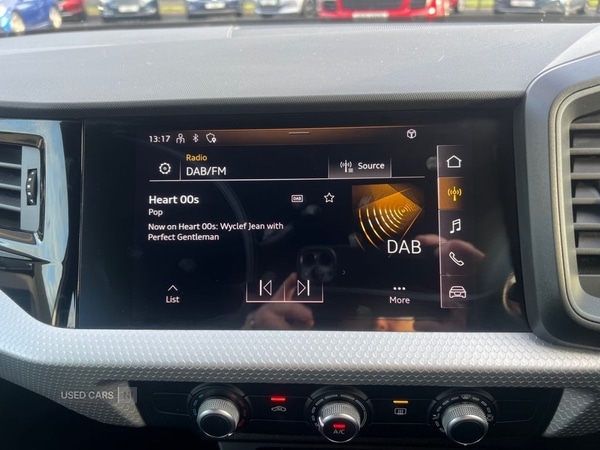 13:17
Radio
DAB/FM
Source
Heart 00s
DAB
Pop
Now on Heart 00s: Wyclef Jean with
Perfect Gentleman
DAB
List
More
A/C
USED CARS